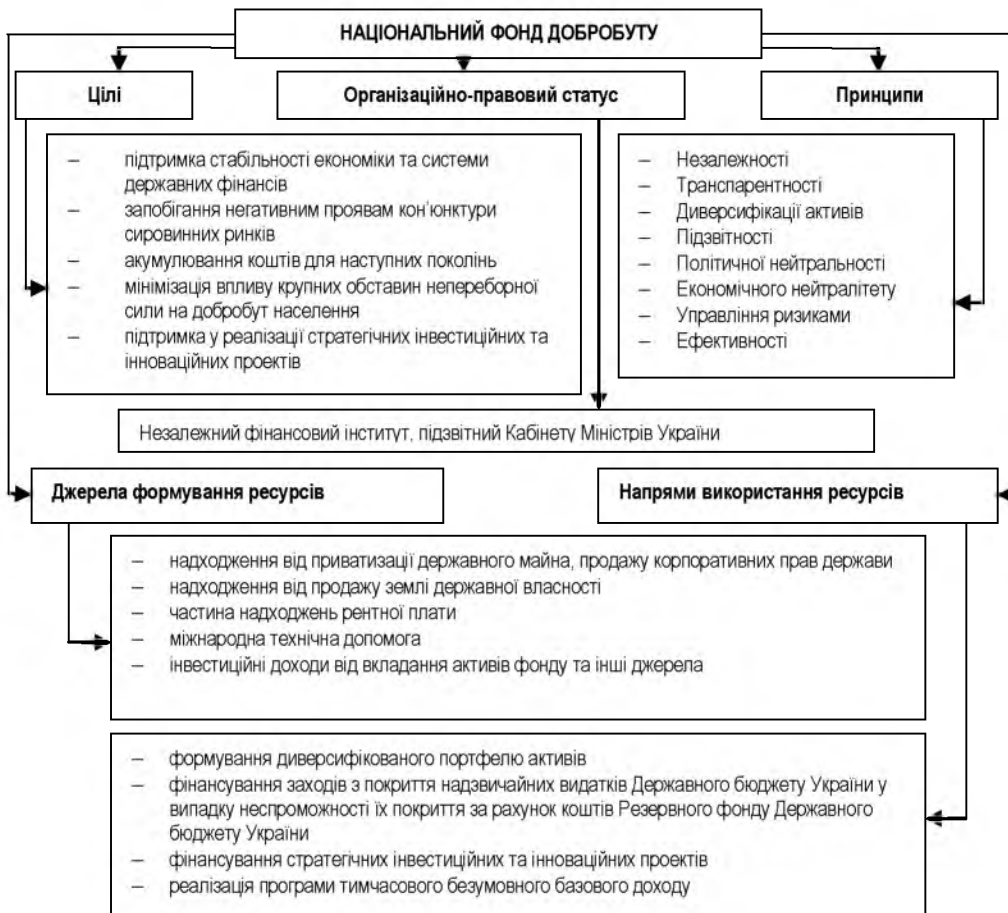 НАЦІОНАЛЬНИЙ ФОНД ДОБРОБУТУ
Цілі
Організаційно-правовий статус
Принципи
– підтримка стабільності економіки та системи
державних фінансів
– запобігання негативним проявам кон'юнктури
сировинних ринків
– акумулювання коштів для наступних поколінь
– мінімізація впливу крупних обставин непереборної
сили на добробут населення
– підтримка у реалізації стратегічних інвестиційних та
інноваційних проектів
– Незалежності
– Транспарентності
– Диверсифікації активів
– Підзвітності
– Політичної нейтральності
– Економічного нейтралітету
– Управління ризиками
– Ефективності
Незалежний фінансовий інститут, підзвітний Кабінету Міністрів України
Джерела формування ресурсів
Напрями використання ресурсів
– надходження від приватизації державного майна, продажу корпоративних прав держави
– надходження від продажу землі державної власності
– частина надходжень рентної плати
– міжнародна технічна допомога
– інвестиційні доходи від вкладання активів фонду та інші джерела
– формування диверсифікованого портфелю активів
– фінансування заходів з покриття надзвичайних видатків Державного бюджету України у
випадку неспроможності їх покриття за рахунок коштів Резервного фонду Державного
бюджету України
– фінансування стратегічних інвестиційних та інноваційних проектів
– реалізація програми тимчасового безумовного базового доходу